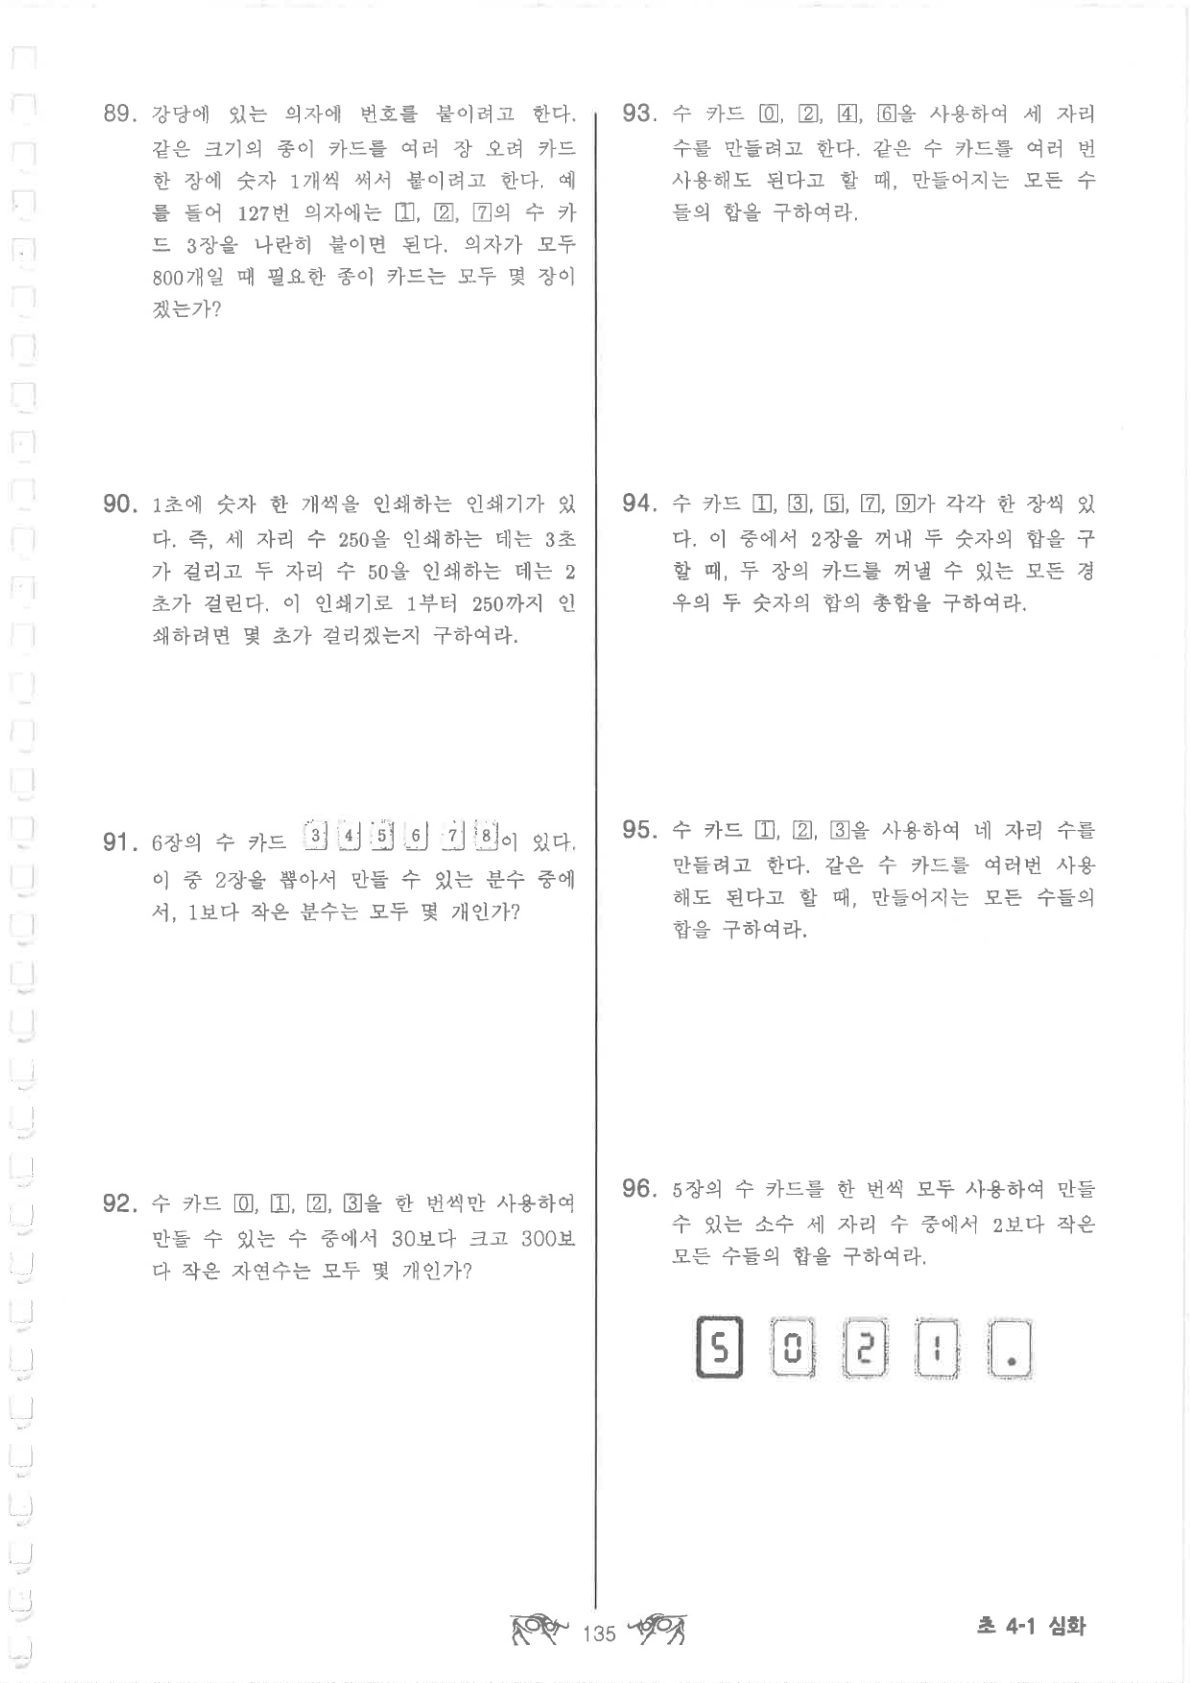 89. 강당에 있는 의자에 번호를 붙이려고 한다.
같은 크기의 종이 카드를 여러 장 오려 카드
한 장에 숫자 1개씩 써서 붙이려고 한다. 예
를 들어 127번 의자에는 1, 2, 7의 수 카
드 3장을 나란히 붙이면 된다. 의자가 모두
800개일 때 필요한 종이 카드는 모두 몇 장이
겠는가?
90. 1초에 숫자 한 개씩을 인쇄하는 인쇄기가 있
다. 즉, 세 자리 수 250을 인쇄하는 데는 3초
가 걸리고 두 자리 수 50을 인쇄하는 데는 2
초가 걸린다. 이 인쇄기로 1부터 250까지 인
쇄하려면 몇 초가 걸리겠는지 구하여라.
91. 6장의 수 카드 3 4 5 6 7 8이 있다.
이 중 2장을 뽑아서 만들 수 있는 분수 중에
서, 1보다 작은 분수는 모두 몇 개인가?
92. 수 카드 0, 1, 2, 3을 한 번씩만 사용하여
만들 수 있는 수 중에서 30보다 크고 300보
다 작은 자연수는 모두 몇 개인가?
93. 수 카드 0, 2, 4, 6을 사용하여 세 자리
수를 만들려고 한다. 같은 수 카드를 여러 번
사용해도 된다고 할 때, 만들어지는 모든 수
들의 합을 구하여라.
94. 수 카드 1, 3, 5, 7, 9가 각각 한 장씩 있
다. 이 중에서 2장을 꺼내 두 숫자의 합을 구
할 때, 두 장의 카드를 꺼낼 수 있는 모든 경
우의 두 숫자의 합의 총합을 구하여라.
95. 수 카드 1, 2, 3을 사용하여 네 자리 수를
만들려고 한다. 같은 수 카드를 여러번 사용
해도 된다고 할 때, 만들어지는 모든 수들의
합을 구하여라.
96. 5장의 수 카드를 한 번씩 모두 사용하여 만들
수 있는 소수 세 자리 수 중에서 2보다 작은
모든 수들의 합을 구하여라.
5 0 2 1 .
135
초 4-1 심화